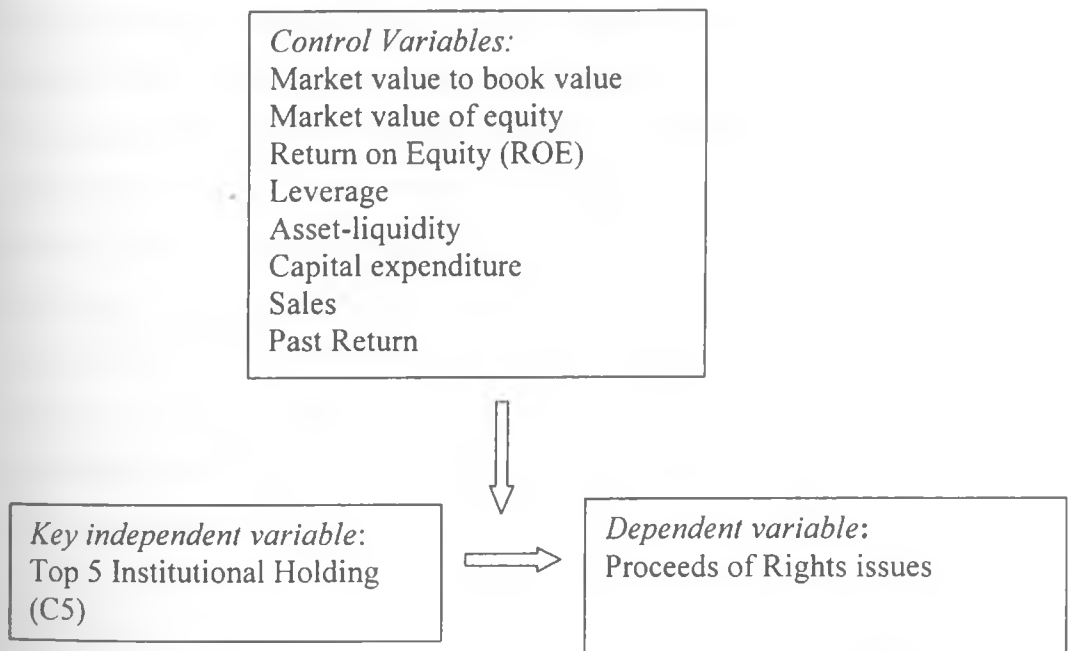 Control Variables:
Market value to book value
Market value of equity
Return on Equity (ROE)
Leverage
Asset-liquidity
Capital expenditure
Sales
Past Return
Key independent variable:
Top 5 Institutional Holding
(C5)
Dependent variable:
Proceeds of Rights issues